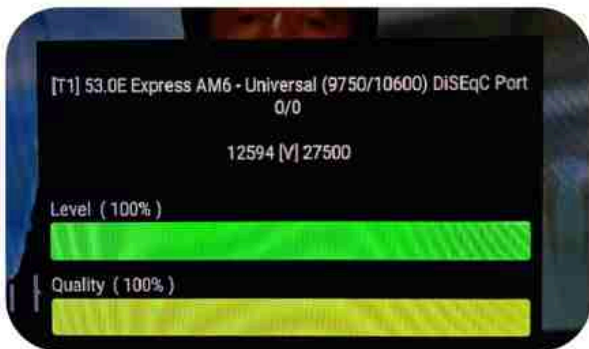 [T1] 53.0E Express AM6 - Universal (9750/10600) DiSEqC Port
0/0
12594 [V] 27500
Level ( 100% )
Quality ( 100% )